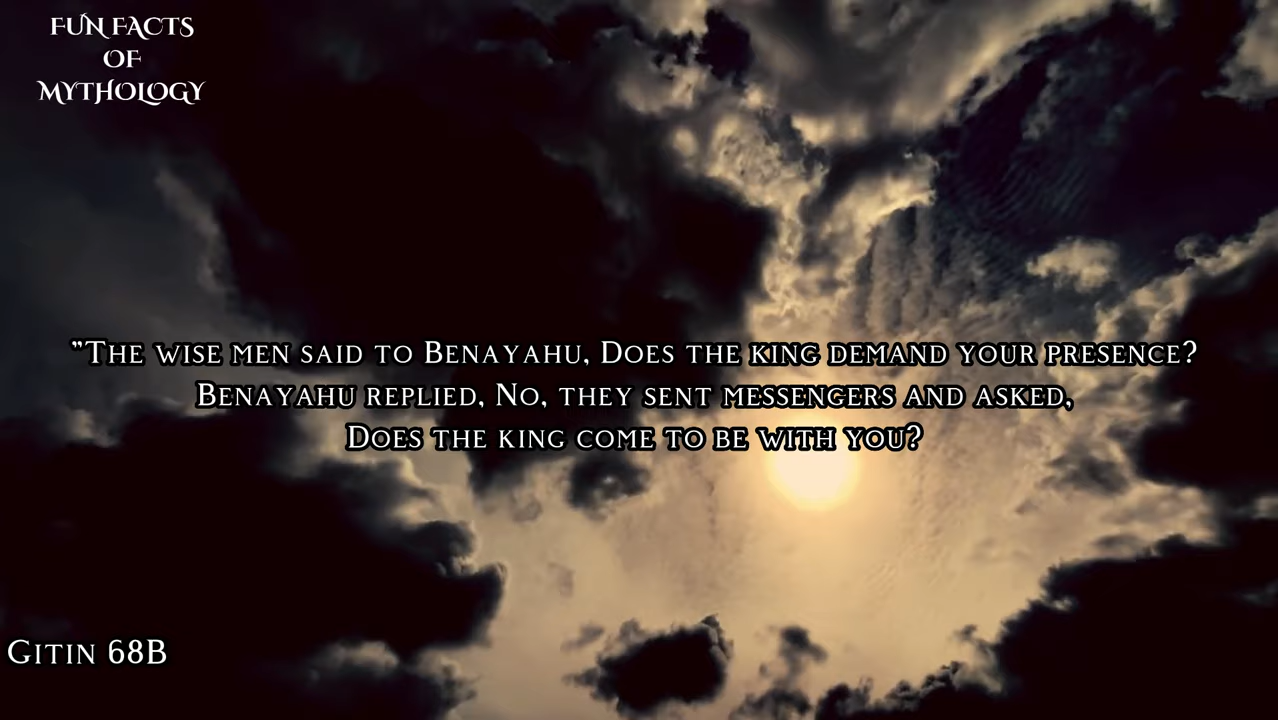 FUN FACTS
OF
MYTHOLOGY
"The wise men said to Benayahu, Does the king demand your presence?
Benayahu replied, No, they sent messengers and asked,
Does the king come to be with you?
Gitin 68B